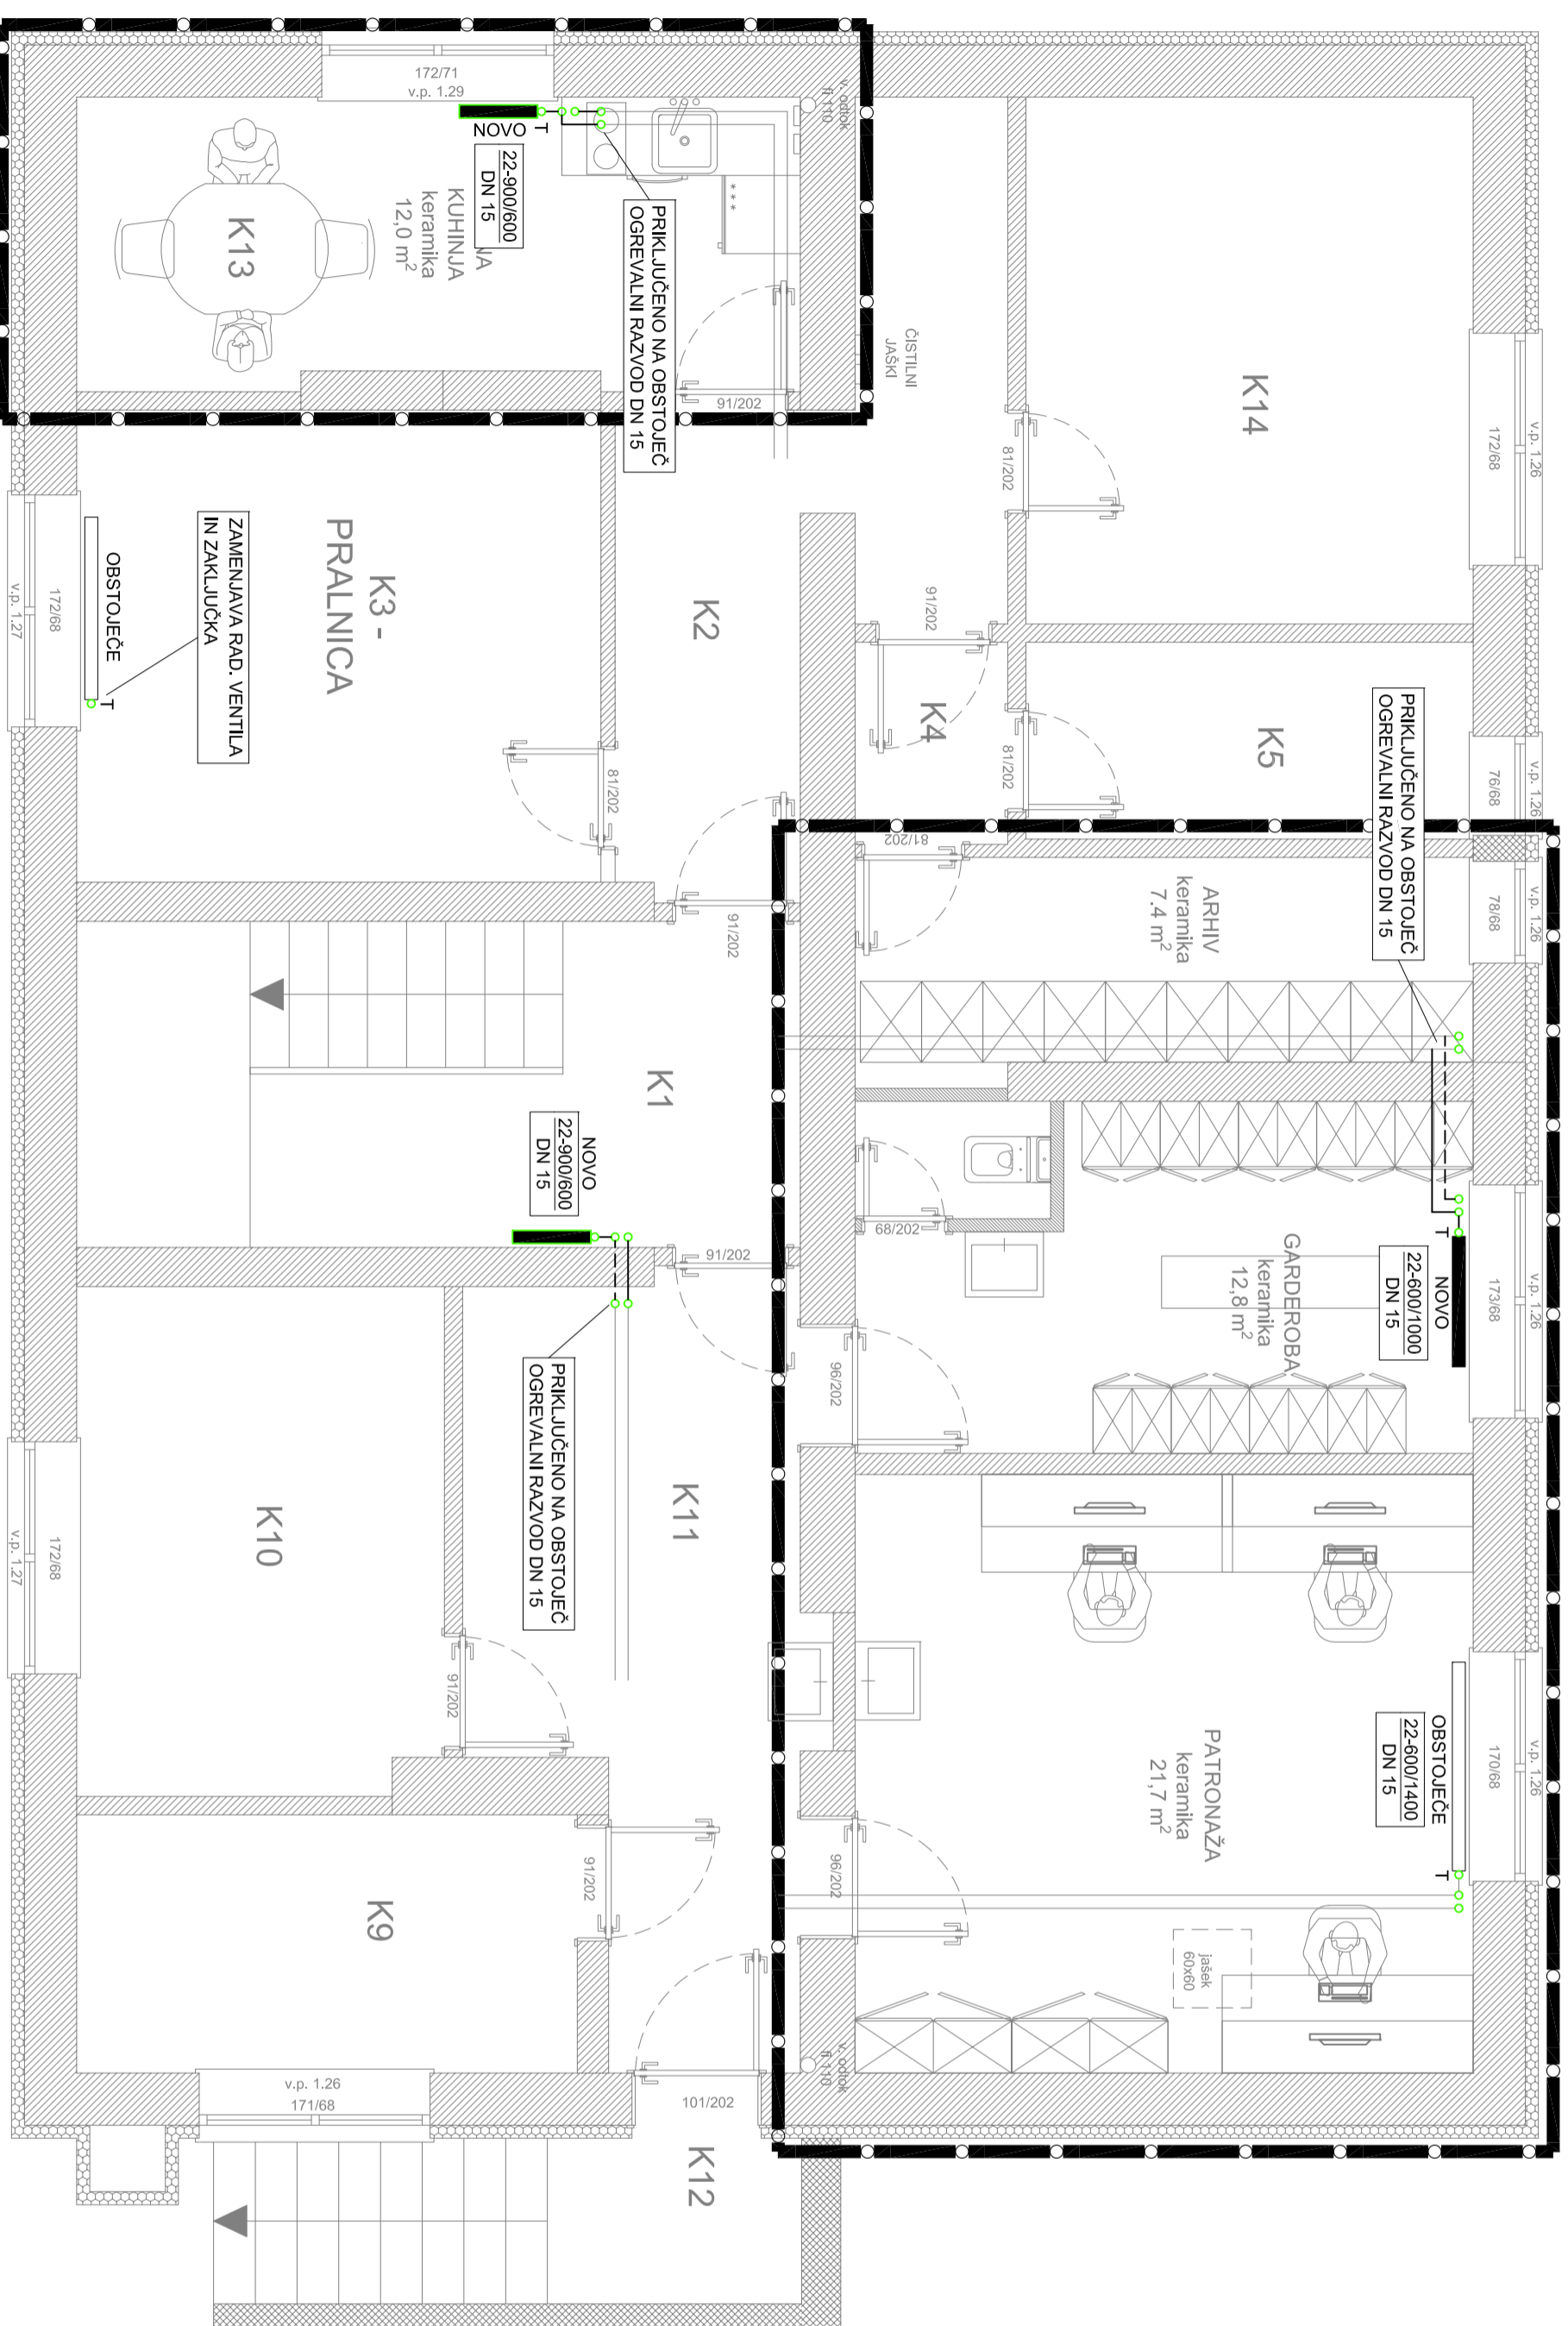 172/71
v.p. 1.29
v. odtok
fi 110
NOVO
T
22-900/600
DN 15
NA
KUHINJA
keramika
12,0 m²
K13
PRIKLJUČENO NA OBSTOJEČ
OGREVALNI RAZVOD DN 15
***
91/202
ČISTILNI
JAŠKI
K14
v.p. 1.26
172/68
81/202
91/202
K4
81/202
K5
v.p. 1.26
76/68
K2
K3 -
PRALNICA
ZAMENJAVA RAD. VENTILA
IN ZAKLJUČKA
OBSTOJEČE
T
172/68
v.p. 1.27
81/202
91/202
PRIKLJUČENO NA OBSTOJEČ
OGREVALNI RAZVOD DN 15
v.p. 1.26
78/68
81/202
ARHIV
keramika
7.4 m²
K1
NOVO
22-900/600
DN 15
91/202
68/202
GARDEROBA
keramika
12,8 m²
T
NOVO
22-600/1000
DN 15
v.p. 1.26
173/68
96/202
PRIKLJUČENO NA OBSTOJEČ
OGREVALNI RAZVOD DN 15
K11
K10
172/68
v.p. 1.27
91/202
PATRONAŽA
keramika
21,7 m²
OBSTOJEČE
22-600/1400
DN 15
T
v.p. 1.26
170/68
96/202
91/202
K9
jašek
60x60
v. odtok
fi 110
v.p. 1.26
171/68
101/202
K12